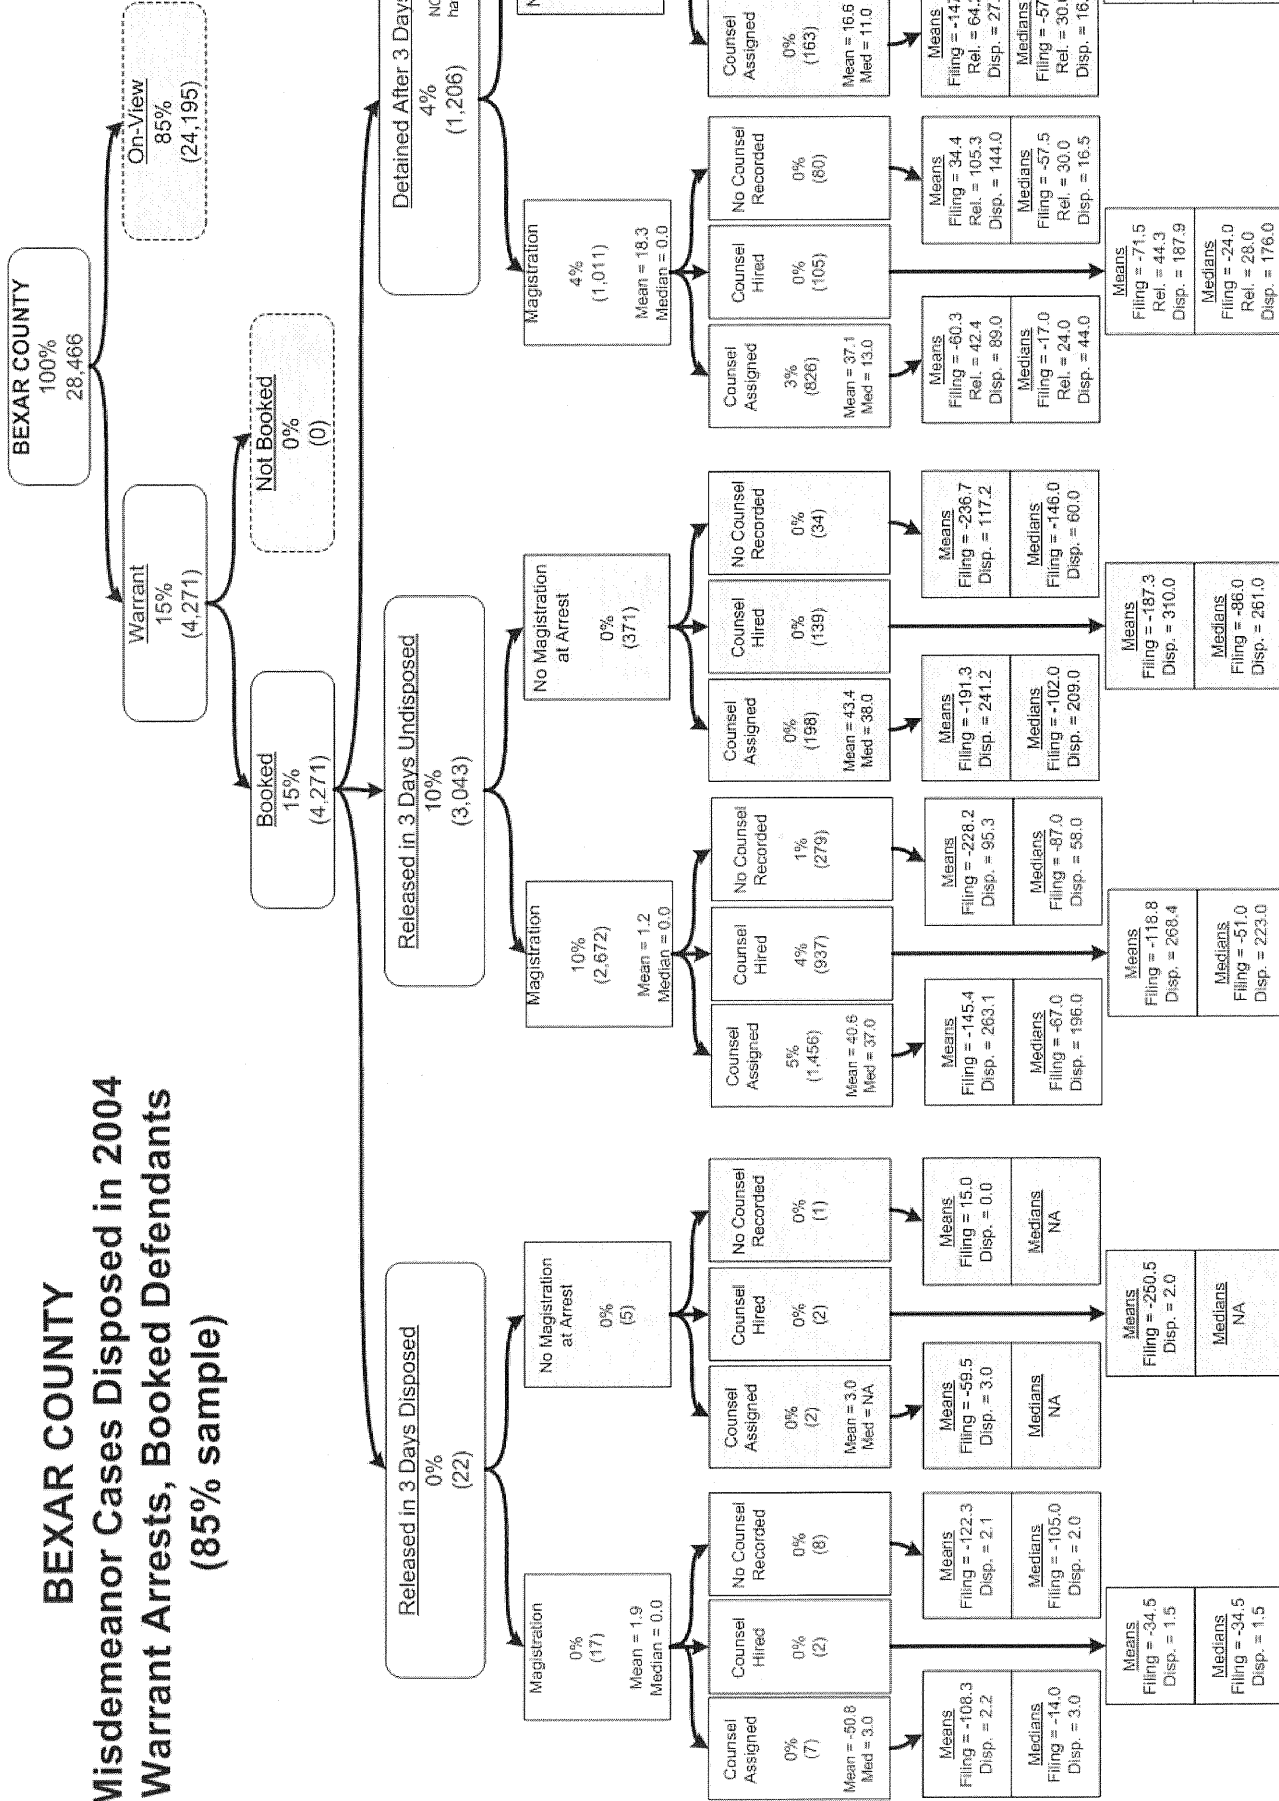 BEXAR COUNTY
Misdemeanor Cases Disposed in 2004
Warrant Arrests, Booked Defendants
(85% sample)
BEXAR COUNTY
100%
28,466
Warrant
15%
(4,271)
On-View
85%
(24,195)
Booked
15%
(4,271)
Not Booked
0%
(0)
Released in 3 Days Disposed
0%
(22)
Released in 3 Days Undisposed
10%
(3,043)
Detained After 3 Days
4%
(1,206)
Magistration
0%
(17)
Mean = 1.9
Median = 0.0
No Magistration
at Arrest
0%
(5)
Magistration
10%
(2,672)
Mean = 1.2
Median = 0.0
No Magistration
at Arrest
0%
(371)
Magistration
4%
(1,011)
Mean = 18.3
Median = 0.0
Counsel
Assigned
0%
(7)
Mean = -50.8
Med = 3.0
Counsel
Hired
0%
(2)
No Counsel
Recorded
0%
(8)
Counsel
Assigned
0%
(2)
Mean = 3.0
Med = NA
Counsel
Hired
0%
(2)
No Counsel
Recorded
0%
(1)
Counsel
Assigned
5%
(1,456)
Mean = 40.6
Med = 37.0
Counsel
Hired
4%
(937)
No Counsel
Recorded
1%
(279)
Counsel
Assigned
0%
(198)
Mean = 43.4
Med = 38.0
Counsel
Hired
0%
(139)
No Counsel
Recorded
0%
(34)
Counsel
Assigned
3%
(826)
Mean = 37.1
Med = 13.0
Counsel
Hired
0%
(105)
No Counsel
Recorded
0%
(80)
Counsel
Assigned
0%
(163)
Mean = 16.6
Med = 11.0
Means
Filing = -108.3
Disp. = 2.2
Medians
Filing = -14.0
Disp. = 3.0
Means
Filing = -122.3
Disp. = 2.1
Medians
Filing = -105.0
Disp. = 2.0
Means
Filing = -59.5
Disp. = 3.0
Medians
NA
Means
Filing = 15.0
Disp. = 0.0
Medians
NA
Means
Filing = -145.4
Disp. = 263.1
Medians
Filing = -67.0
Disp. = 196.0
Means
Filing = -228.2
Disp. = 95.3
Medians
Filing = -87.0
Disp. = 58.0
Means
Filing = -191.3
Disp. = 241.2
Medians
Filing = -102.0
Disp. = 209.0
Means
Filing = -236.7
Disp. = 117.2
Medians
Filing = -146.0
Disp. = 60.0
Means
Filing = -60.3
Rel. = 42.4
Disp. = 89.0
Medians
Filing = -17.0
Rel. = 24.0
Disp. = 44.0
Means
Filing = 34.4
Rel. = 105.3
Disp. = 144.0
Medians
Filing = -57.5
Rel. = 30.0
Disp. = 16.5
Means
Filing =
Rel. = 64.
Disp. = 27.
Medians
Filing = -57
Rel. = 30.
Disp. = 16.
Means
Filing = -34.5
Disp. = 1.5
Medians
Filing = -34.5
Disp. = 1.5
Means
Filing = -250.5
Disp. = 2.0
Medians
NA
Means
Filing = -118.8
Disp. = 268.4
Medians
Filing = -51.0
Disp. = 223.0
Means
Filing = -187.3
Disp. = 310.0
Medians
Filing = -86.0
Disp. = 261.0
Means
Filing = -71.5
Rel. = 44.3
Disp. = 187.9
Medians
Filing = -24.0
Rel. = 28.0
Disp. = 176.0